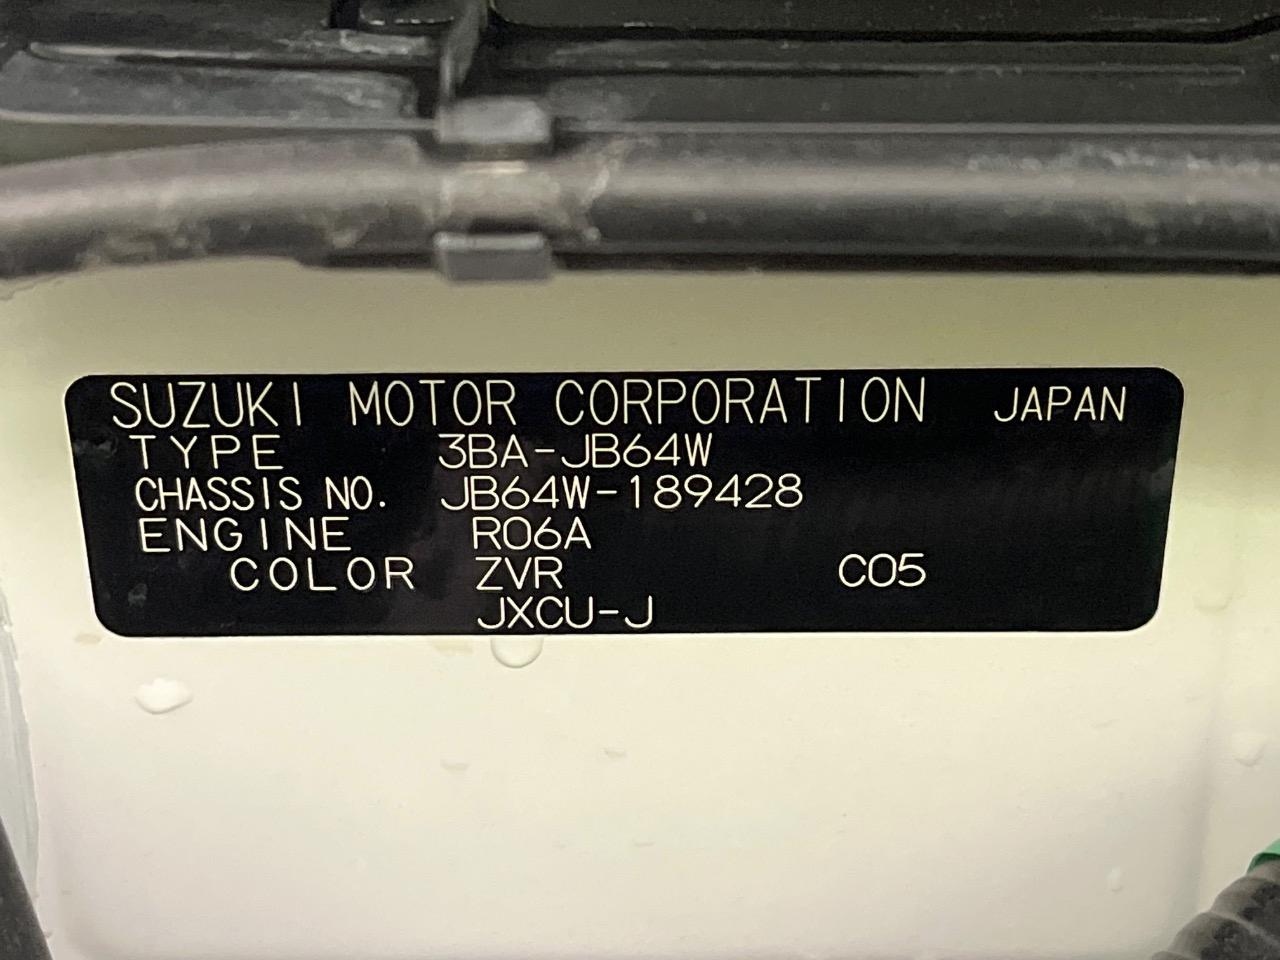 SUZUKI MOTOR CORPORATION JAPAN
TYPE 3BA-JB64W
CHASSIS NO. JB64W-189428
ENGINE R06A
COLOR ZVR C05
JXCU-J